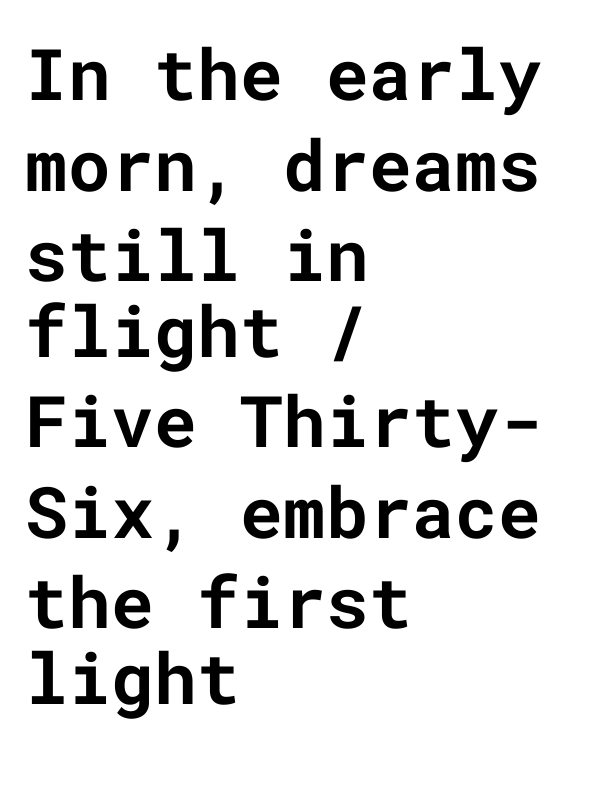 In the early
morn, dreams
still in
flight /
Five Thirty-
Six, embrace
the first
light